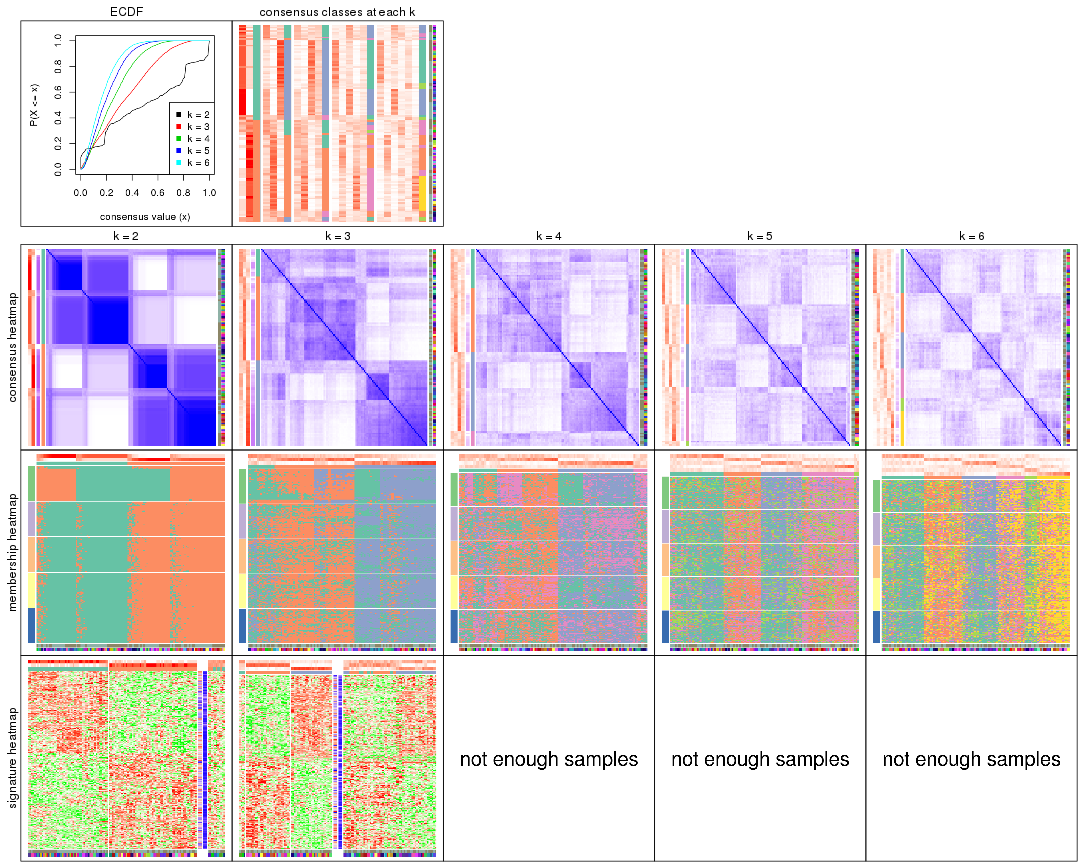 ECDF
consensus classes at each k
P(X <= x)
0.0 0.2 0.4 0.6 0.8 1.0
k = 2
k = 3
k = 4
k = 5
k = 6
0.0 0.2 0.4 0.6 0.8 1.0
consensus value (x)
k = 2
k = 3
k = 4
k = 5
k = 6
consensus heatmap
membership heatmap
signature heatmap
not enough samples
not enough samples
not enough samples